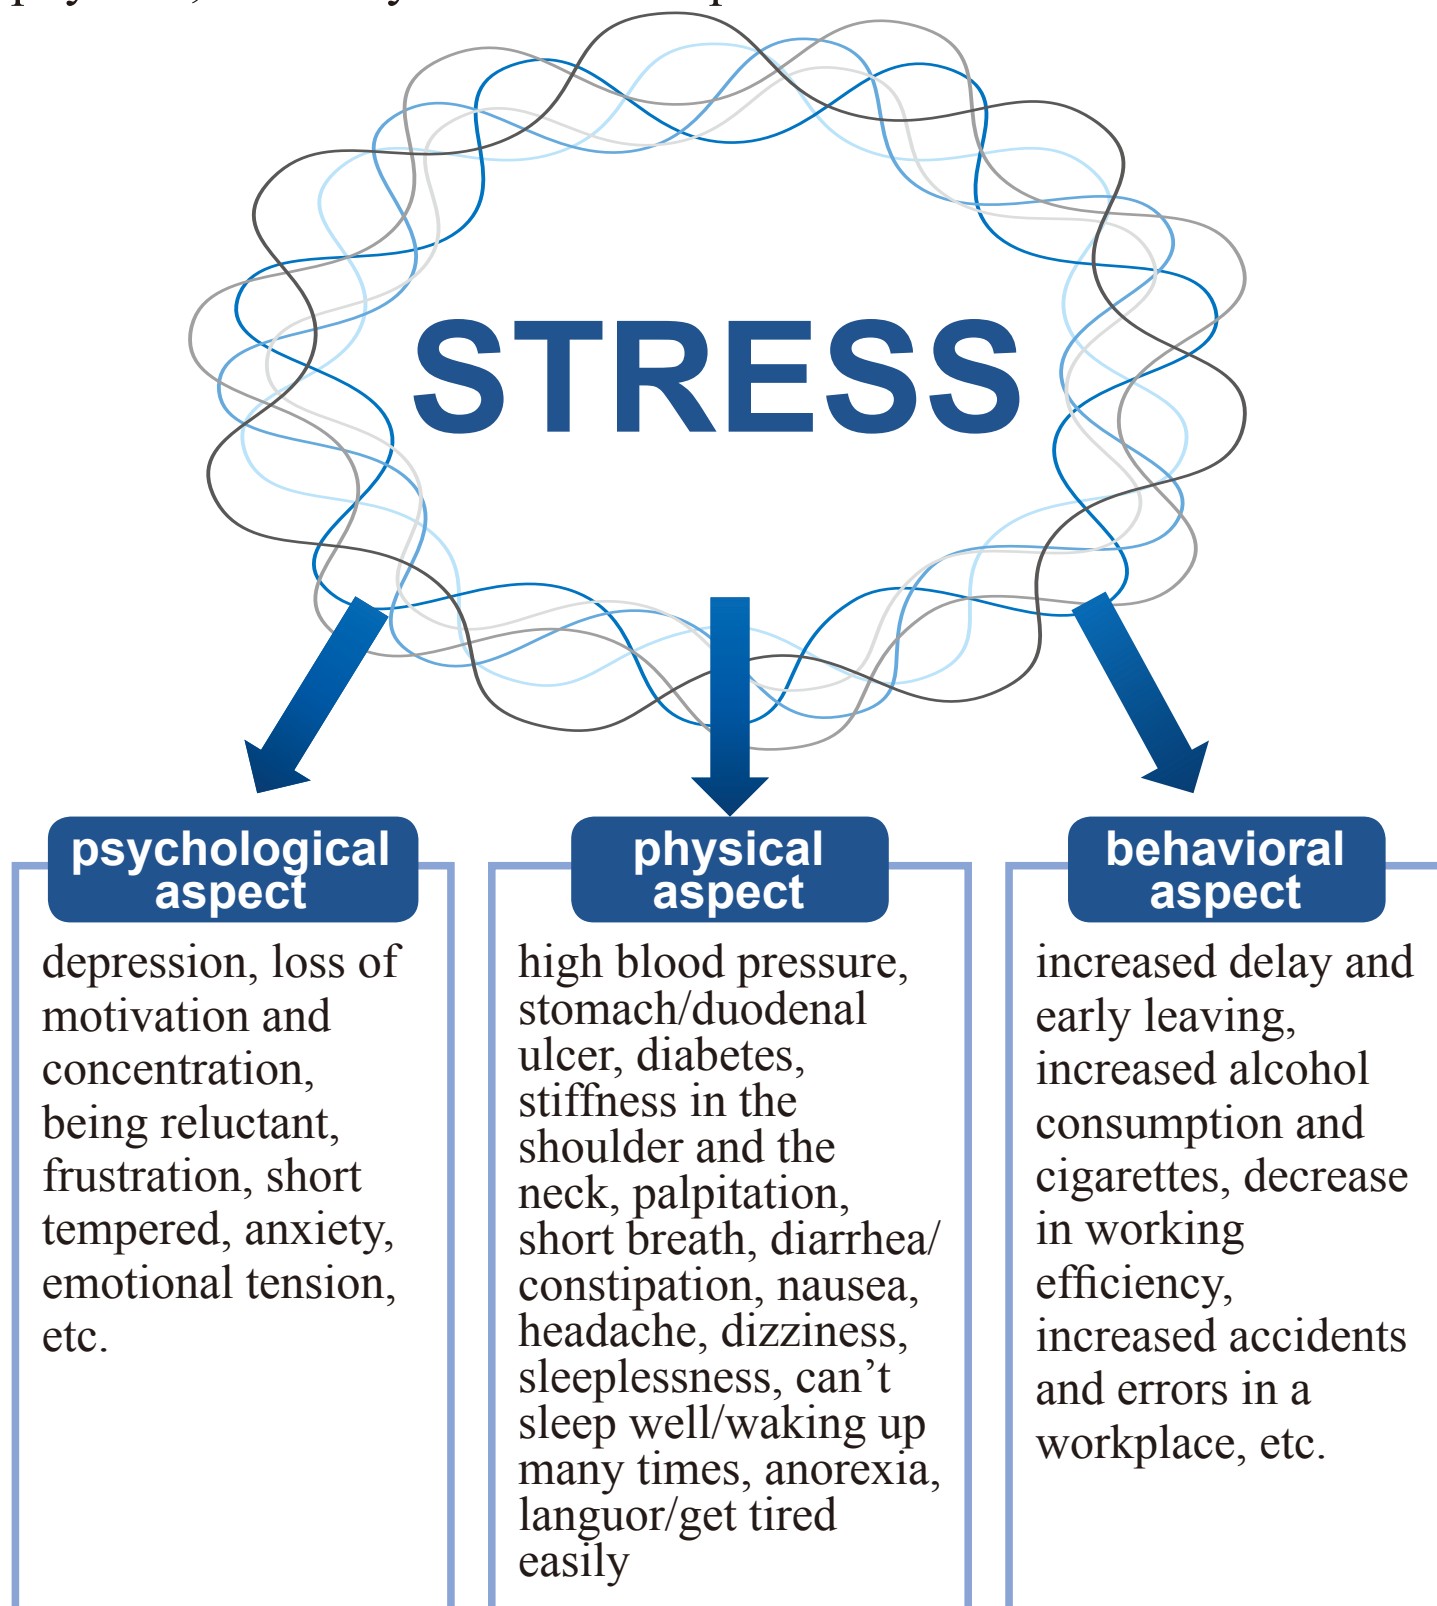 STRESS
psychological
aspect
depression, loss of
motivation and
concentration,
being reluctant,
frustration, short
tempered, anxiety,
emotional tension,
etc.
physical
aspect
high blood pressure,
stomach/duodenal
ulcer, diabetes,
stiffness in the
shoulder and the
neck, palpitation,
short breath, diarrhea/
constipation, nausea,
headache, dizziness,
sleeplessness, can’t
sleep well/waking up
many times, anorexia,
languor/get tired
easily
behavioral
aspect
increased delay and
early leaving,
increased alcohol
consumption and
cigarettes, decrease
in working
efficiency,
increased accidents
and errors in a
workplace, etc.